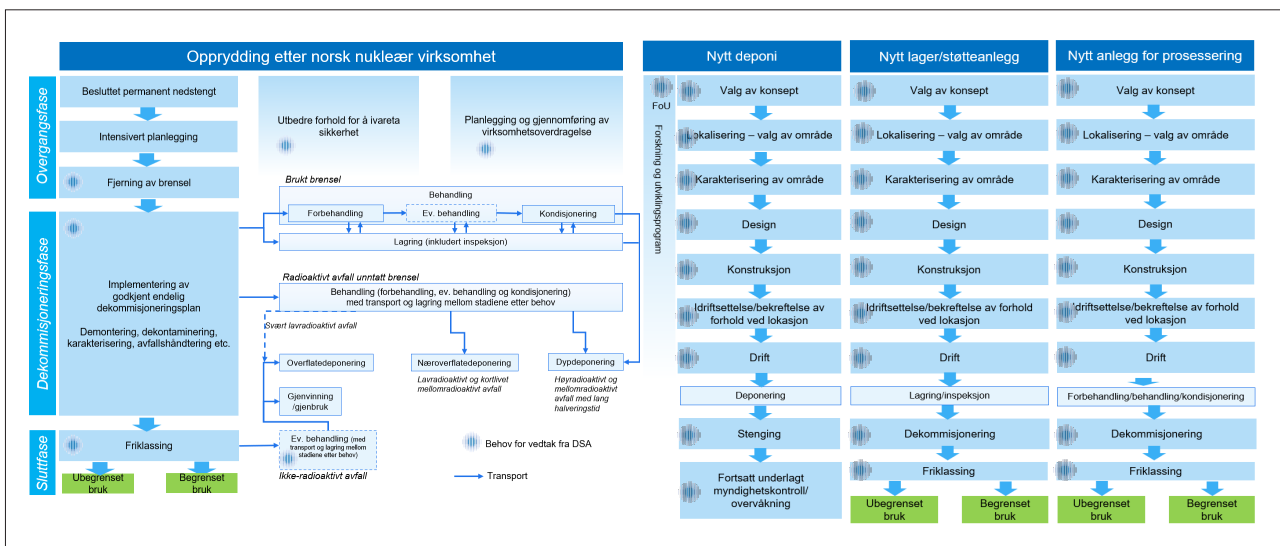 Opprydding etter norsk nukleær virksomhet
Overgangsfase
Besluttet permanent nedstengt
Intensivert planlegging
Fjerning av brensel
Utbedre forhold for å ivareta
sikkerhet
Planlegging og gjennomføring av
virksomhetsoverdragelse
Dekommisjoneringsfase
Implementering av
godkjent endelig
dekommisjoneringsplan
Demontering, dekontaminering,
karakterisering, avfallshåndtering etc.
Brukt brensel
Behandling
Forbehandling
Ev. behandling
Kondisjonering
Lagring (inkludert inspeksjon)
Radioaktivt avfall unntatt brensel
Behandling (forbehandling, ev. behandling og kondisjonering)
med transport og lagring mellom stadiene etter behov
Svært lavradioaktivt avfall
Overflatedeponering
Næroverflatedeponering
Dypdeponering
Lavradioaktivt og kortlivet
mellomradioaktivt avfall
Høyradioaktivt og
mellomradioaktivt
avfall med lang
halveringstid
Gjenvinning
/gjenbruk
Sluttfase
Friklassing
Ubegrenset
bruk
Begrenset
bruk
Ev. behandling (med
transport og lagring mellom
stadiene etter behov)
Ikke-radioaktivt avfall
Behov for vedtak fra DSA
Transport
Nytt deponi
FoU
Forskning og utviklingsprogram
Valg av konsept
Lokalisering – valg av område
Karakterisering av område
Design
Konstruksjon
Idriftsettelse/bekreftelse av
forhold ved lokasjon
Drift
Deponering
Stenging
Fortsatt underlagt
myndighetskontroll/
overvåkning
Nytt lager/støtteanlegg
Valg av konsept
Lokalisering – valg av område
Karakterisering av område
Design
Konstruksjon
Idriftsettelse/bekreftelse av forhold
ved lokasjon
Drift
Lagring/inspeksjon
Dekommisjonering
Friklassing
Ubegrenset
bruk
Begrenset
bruk
Nytt anlegg for prosessering
Valg av konsept
Lokalisering – valg av område
Karakterisering av område
Design
Konstruksjon
Idriftsettelse/bekreftelse av forhold
ved lokasjon
Drift
Forbehandling/behandling/kondisjonering
Dekommisjonering
Friklassing
Ubegrenset
bruk
Begrenset
bruk